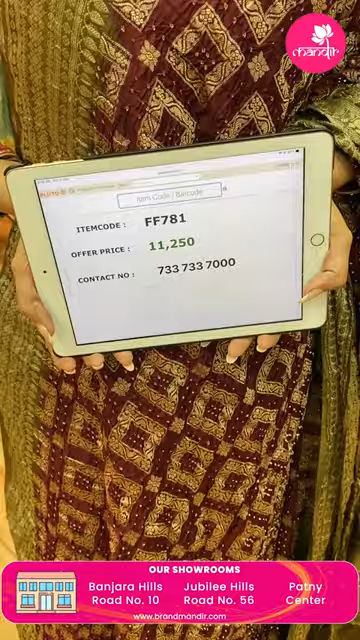 mandir
Item Code / Barcode
ITEMCODE : FF781
OFFER PRICE : 11,250
CONTACT NO : 733 733 7000
OUR SHOWROOMS
Banjara Hills
Road No. 10
Jubilee Hills
Road No. 56
Patny
Center
www.brandmandir.com